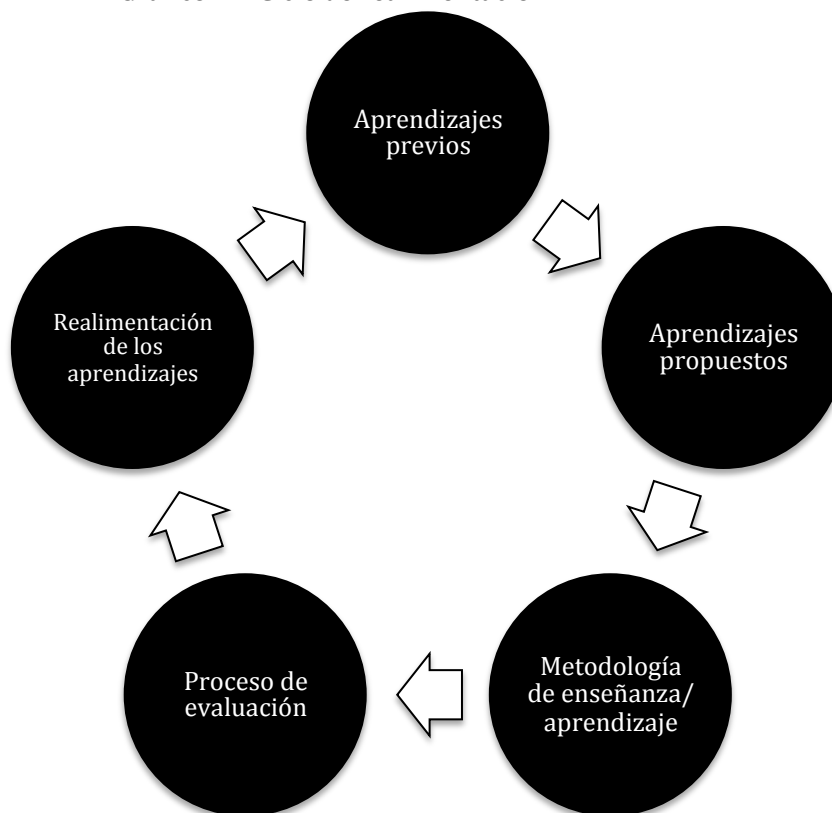 Aprendizajes
previos
Aprendizajes
propuestos
Metodología
de enseñanza/
aprendizaje
Proceso de
evaluación
Realimentación
de los
aprendizajes